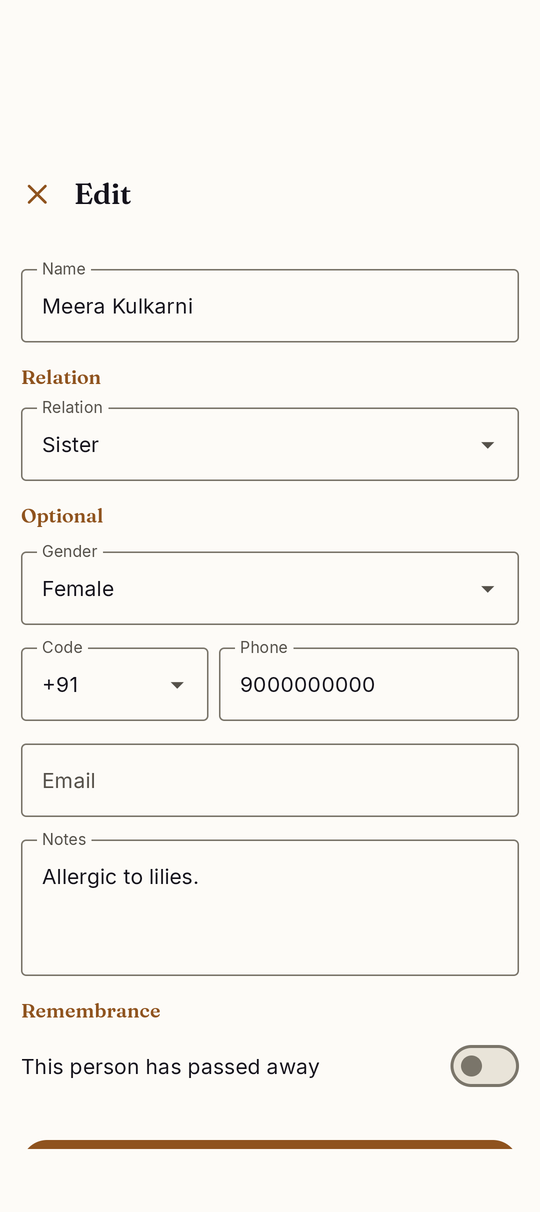 Edit
Name
Meera Kulkarni
Relation
Relation
Sister
Optional
Gender
Female
Code
+91
Phone
9000000000
Email
Notes
Allergic to lilies.
Remembrance
This person has passed away